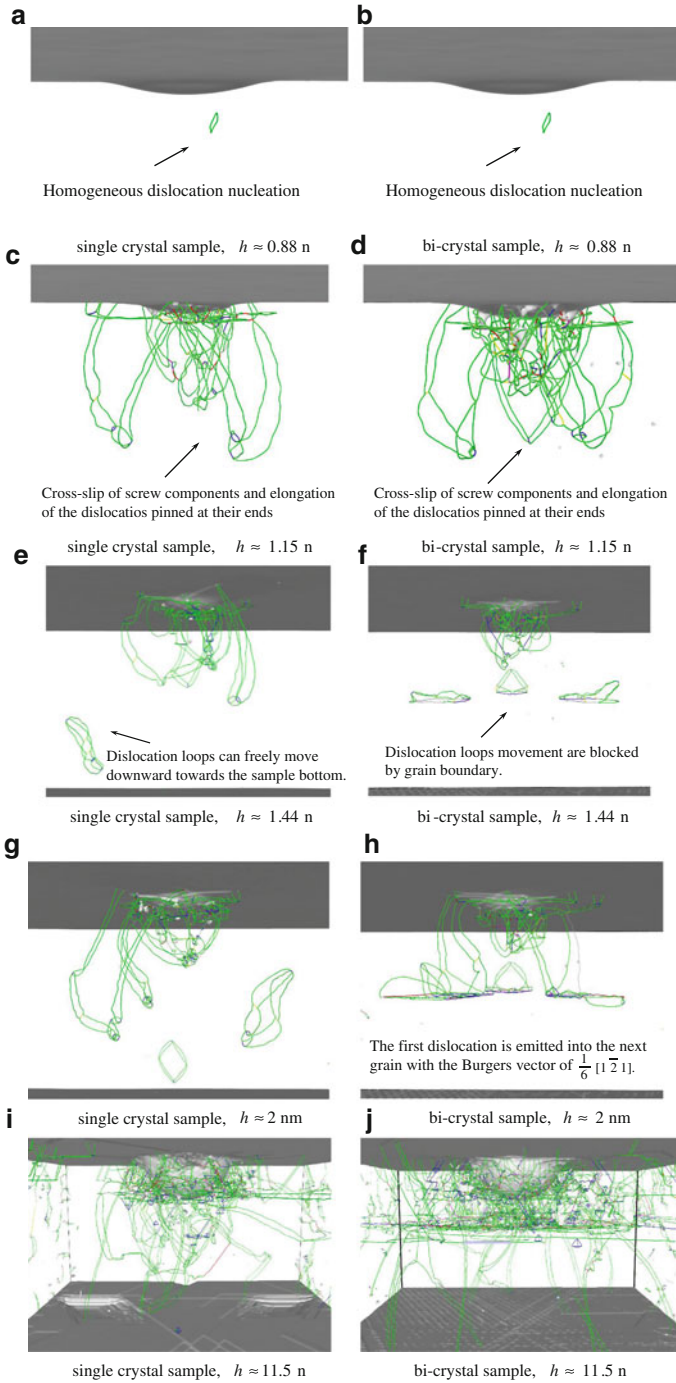 a
b
Homogeneous dislocation nucleation
Homogeneous dislocation nucleation
single crystal sample, h ≈ 0.88 n
bi-crystal sample, h ≈ 0.88 n
c
d
Cross-slip of screw components and elongation
of the dislocatios pinned at their ends
Cross-slip of screw components and elongation
of the dislocatios pinned at their ends
single crystal sample, h ≈ 1.15 n
bi-crystal sample, h ≈ 1.15 n
e
f
Dislocation loops can freely move
downward towards the sample bottom.
Dislocation loops movement are blocked
by grain boundary.
single crystal sample, h ≈ 1.44 n
bi-crystal sample, h ≈ 1.44 n
g
h
The first dislocation is emitted into the next
grain with the Burgers vector of 1/6 [1 2̅ 1].
single crystal sample, h ≈ 2 nm
bi-crystal sample, h ≈ 2 nm
i
j
single crystal sample, h ≈ 11.5 n
bi-crystal sample, h ≈ 11.5 n